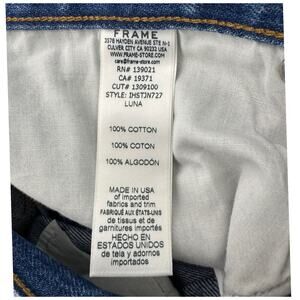 FRAME
3578 HAYDEN AVENUE STE N-1
CULVER CITY CA 90232 USA
WWW.FRAME-STORE.COM
care@frame-store.com
RN# 139021
CA# 19371
CUT# 1309100
STYLE: IHSTJN727
LUNA
100% COTTON
100% COTON
100% ALGODÓN
MADE IN USA
of imported
fabrics and trim
FABRIQUÉ AUX ÉTATS-UNIS
de tissus et de
garnitures importés
HECHO EN
ESTADOS UNIDOS
de tela y adornos
importados